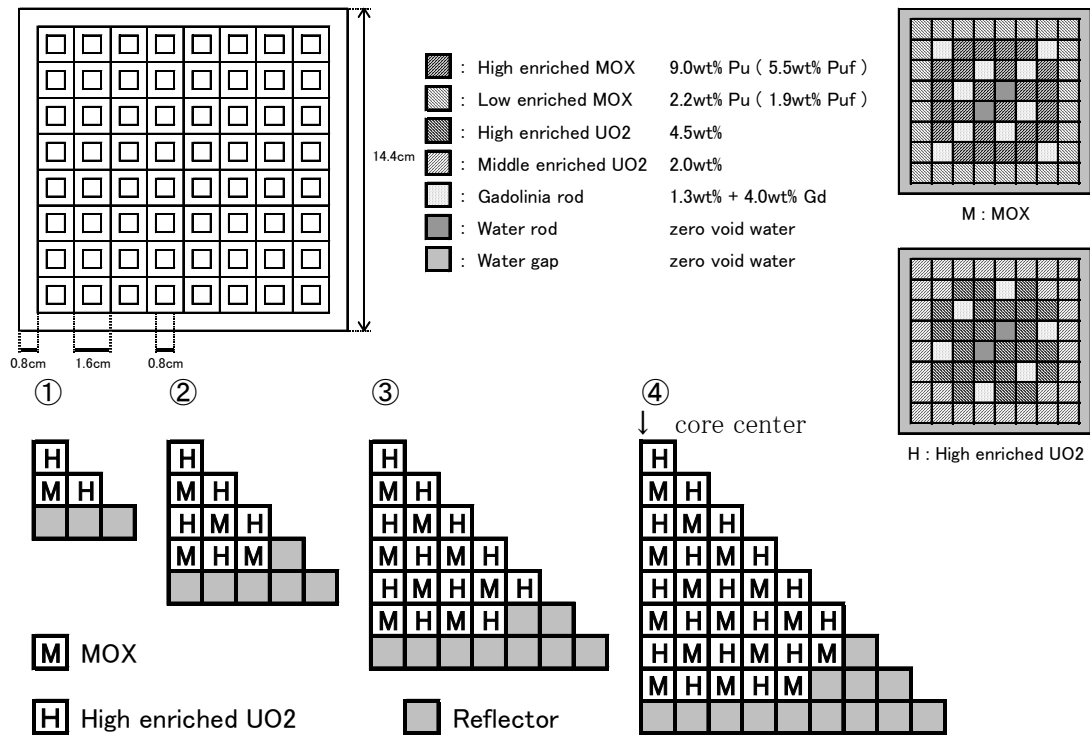 14.4cm
0.8cm
1.6cm
0.8cm
: High enriched MOX 9.0wt% Pu ( 5.5wt% Puf )
: Low enriched MOX 2.2wt% Pu ( 1.9wt% Puf )
: High enriched UO2 4.5wt%
: Middle enriched UO2 2.0wt%
: Gadolinia rod 1.3wt% + 4.0wt% Gd
: Water rod zero void water
: Water gap zero void water
M : MOX
H : High enriched UO2
①
H
M H
②
H
M H
H M H
M H M
③
H
M H
H M H
M H M H
H M H M H
M H M H
④
↓ core center
H
M H
H M H
M H M H
H M H M H
M H M H M H
H M H M H M
M H M H M
M MOX
H High enriched UO2
Reflector